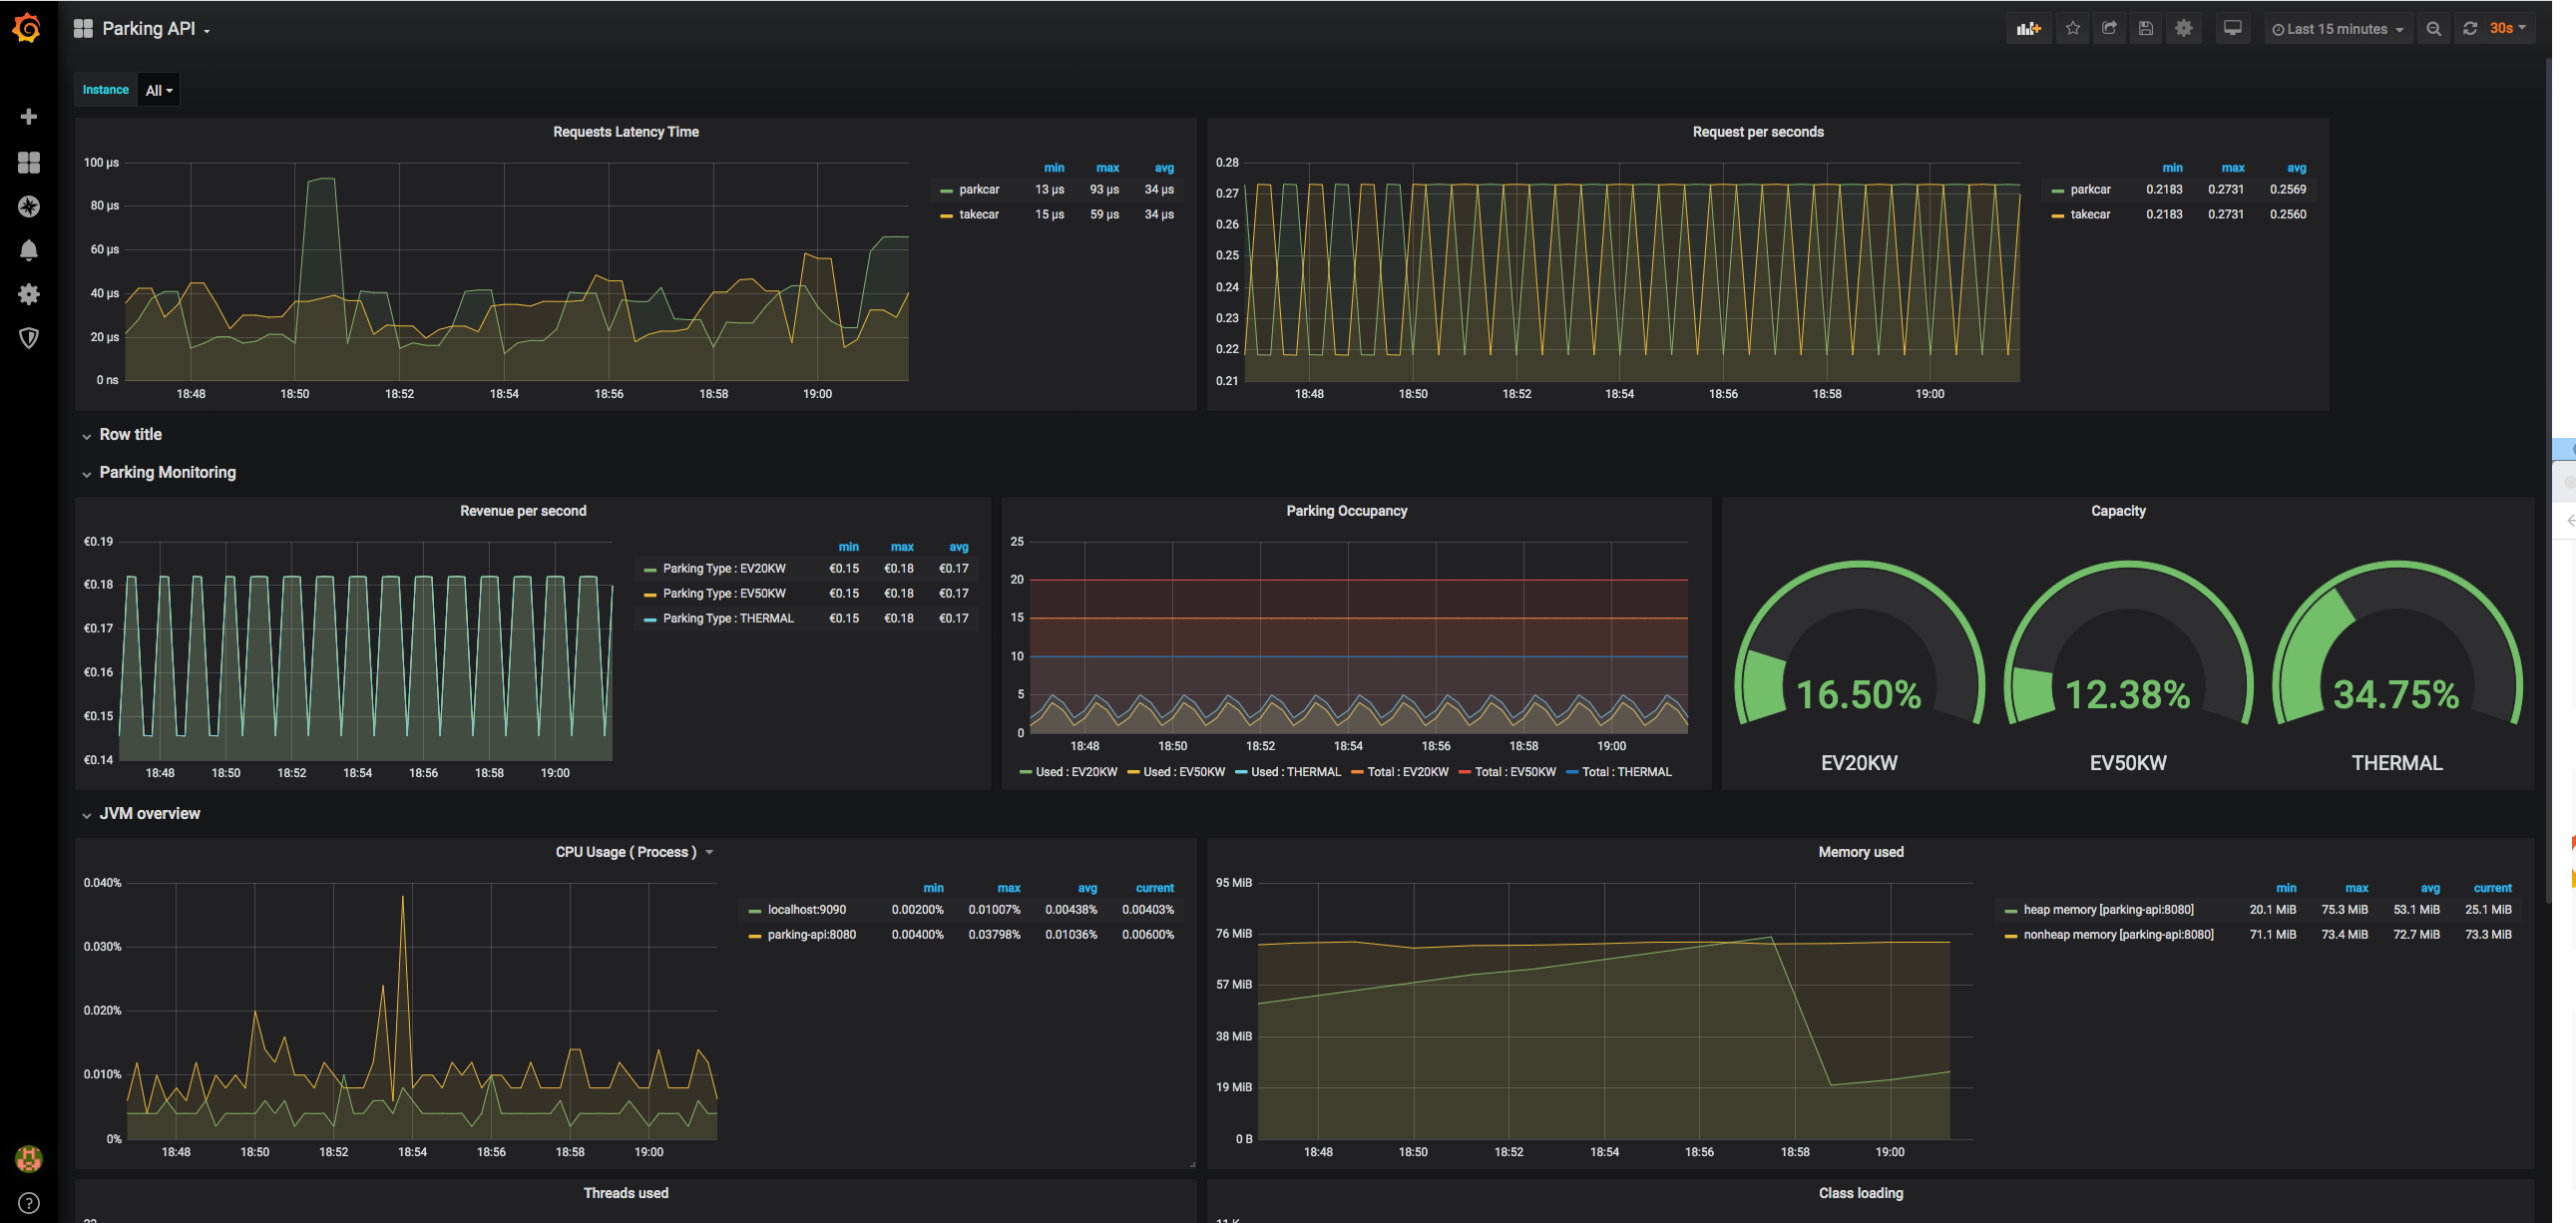 Parking API
Last 15 minutes
30s
Instance
All
Requests Latency Time
100 μs
80 μs
60 μs
40 μs
20 μs
0 ns
18:48 18:50 18:52 18:54 18:56 18:58 19:00
min max avg
parkcar 13 μs 93 μs 34 μs
takecar 15 μs 59 μs 34 μs
Request per seconds
0.28
0.27
0.26
0.25
0.24
0.23
0.22
0.21
18:48 18:50 18:52 18:54 18:56 18:58 19:00
min max avg
parkcar 0.2183 0.2731 0.2569
takecar 0.2183 0.2731 0.2560
Row title
Parking Monitoring
Revenue per second
€0.19
€0.18
€0.17
€0.16
€0.15
€0.14
18:48 18:50 18:52 18:54 18:56 18:58 19:00
min max avg
Parking Type : EV20KW €0.15 €0.18 €0.17
Parking Type : EV50KW €0.15 €0.18 €0.17
Parking Type : THERMAL €0.15 €0.18 €0.17
Parking Occupancy
25
20
15
10
5
0
18:48 18:50 18:52 18:54 18:56 18:58 19:00
Used : EV20KW Used : EV50KW Used : THERMAL Total : EV20KW Total : EV50KW Total : THERMAL
Capacity
16.50% 12.38% 34.75%
EV20KW EV50KW THERMAL
JVM overview
CPU Usage ( Process )
0.040%
0.030%
0.020%
0.010%
0%
18:48 18:50 18:52 18:54 18:56 18:58 19:00
min max avg current
localhost:9090 0.00200% 0.01007% 0.00438% 0.00403%
parking-api:8080 0.00400% 0.03798% 0.01036% 0.00600%
Memory used
95 MiB
76 MiB
57 MiB
38 MiB
19 MiB
0 B
18:48 18:50 18:52 18:54 18:56 18:58 19:00
min max avg current
heap memory [parking-api:8080] 20.1 MiB 75.3 MiB 53.1 MiB 25.1 MiB
nonheap memory [parking-api:8080] 71.1 MiB 73.4 MiB 72.7 MiB 73.3 MiB
Threads used
Class loading